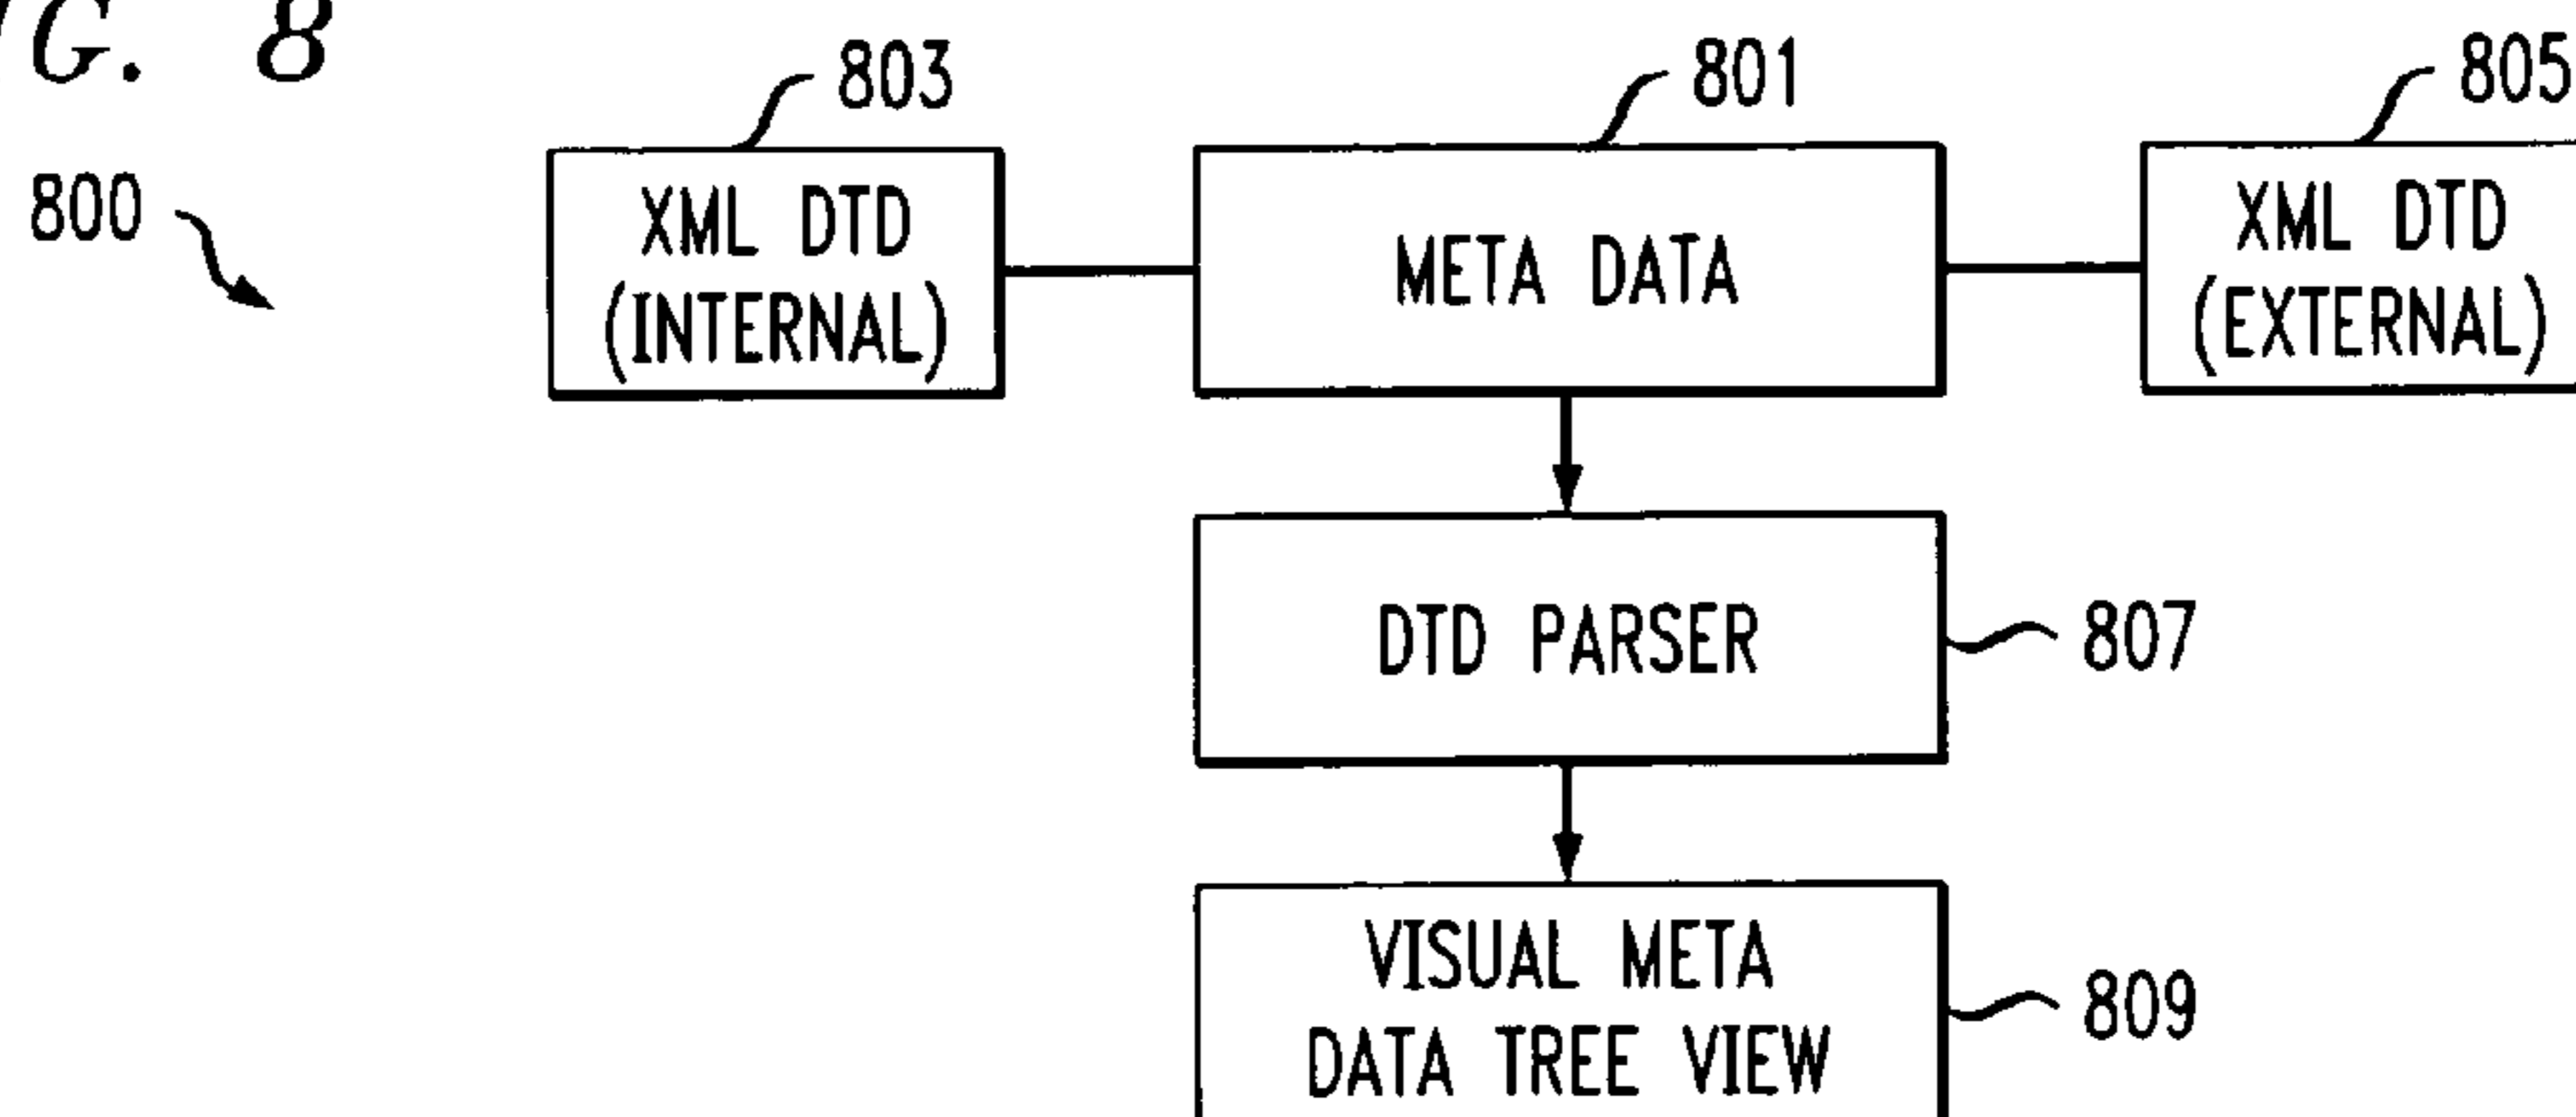 G. 8
803
801
805
800
XML DTD
(INTERNAL)
META DATA
XML DTD
(EXTERNAL)
DTD PARSER
807
VISUAL META
DATA TREE VIEW
809